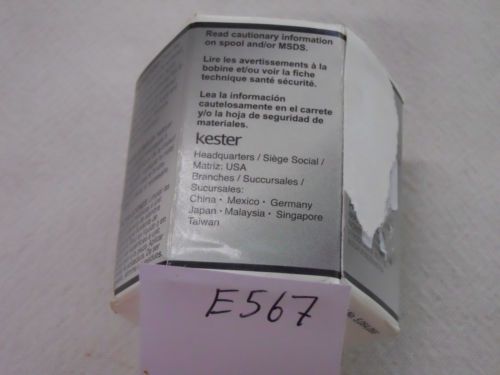 Read cautionary information
on spool and/or MSDS.
Lire les avertissements à la
bobine et/ou voir la fiche
technique santé sécurité.
Lea la información
cautelosamente en el carrete
y/o la hoja de seguridad de
materiales.
kester
Headquarters / Siège Social /
Matriz: USA
Branches / Succursales /
Sucursales:
China • Mexico • Germany
Japan • Malaysia • Singapore
Taiwan
E567